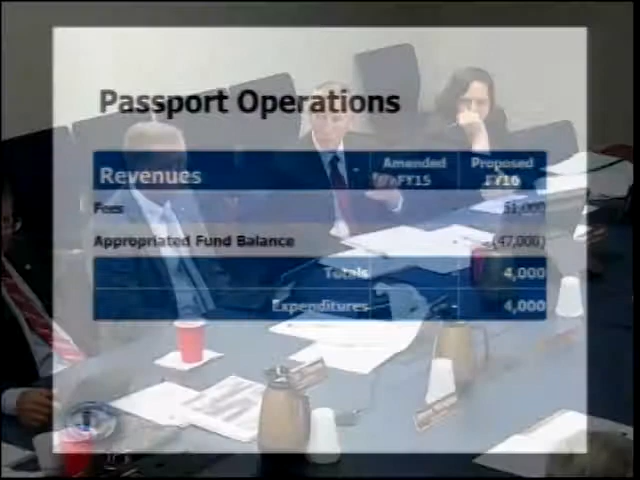 Passport Operations
Revenues Amended FY15 Proposed FY16
Fees 51,000
Appropriated Fund Balance (47,000)
Totals 4,000
Expenditures 4,000